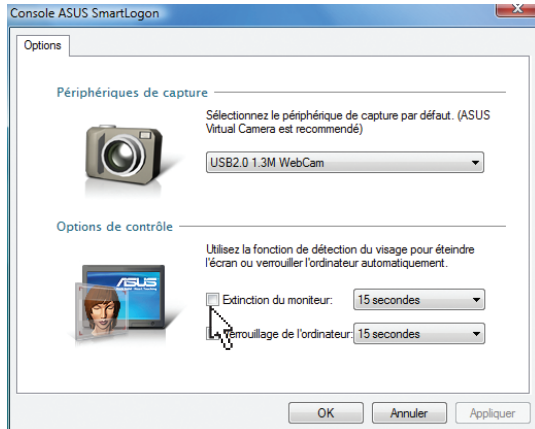 Console ASUS SmartLogon
Options
Périphériques de capture
Sélectionnez le périphérique de capture par défaut. (ASUS
Virtual Camera est recommendé)
USB2.0 1.3M WebCam
Options de contrôle
Utilisez la fonction de détection du visage pour éteindre
l'écran ou verrouiller l'ordinateur automatiquement.
/SUS
Extinction du moniteur: 15 secondes
Verrouillage de l'ordinateur: 15 secondes
OK Annuler Appliquer